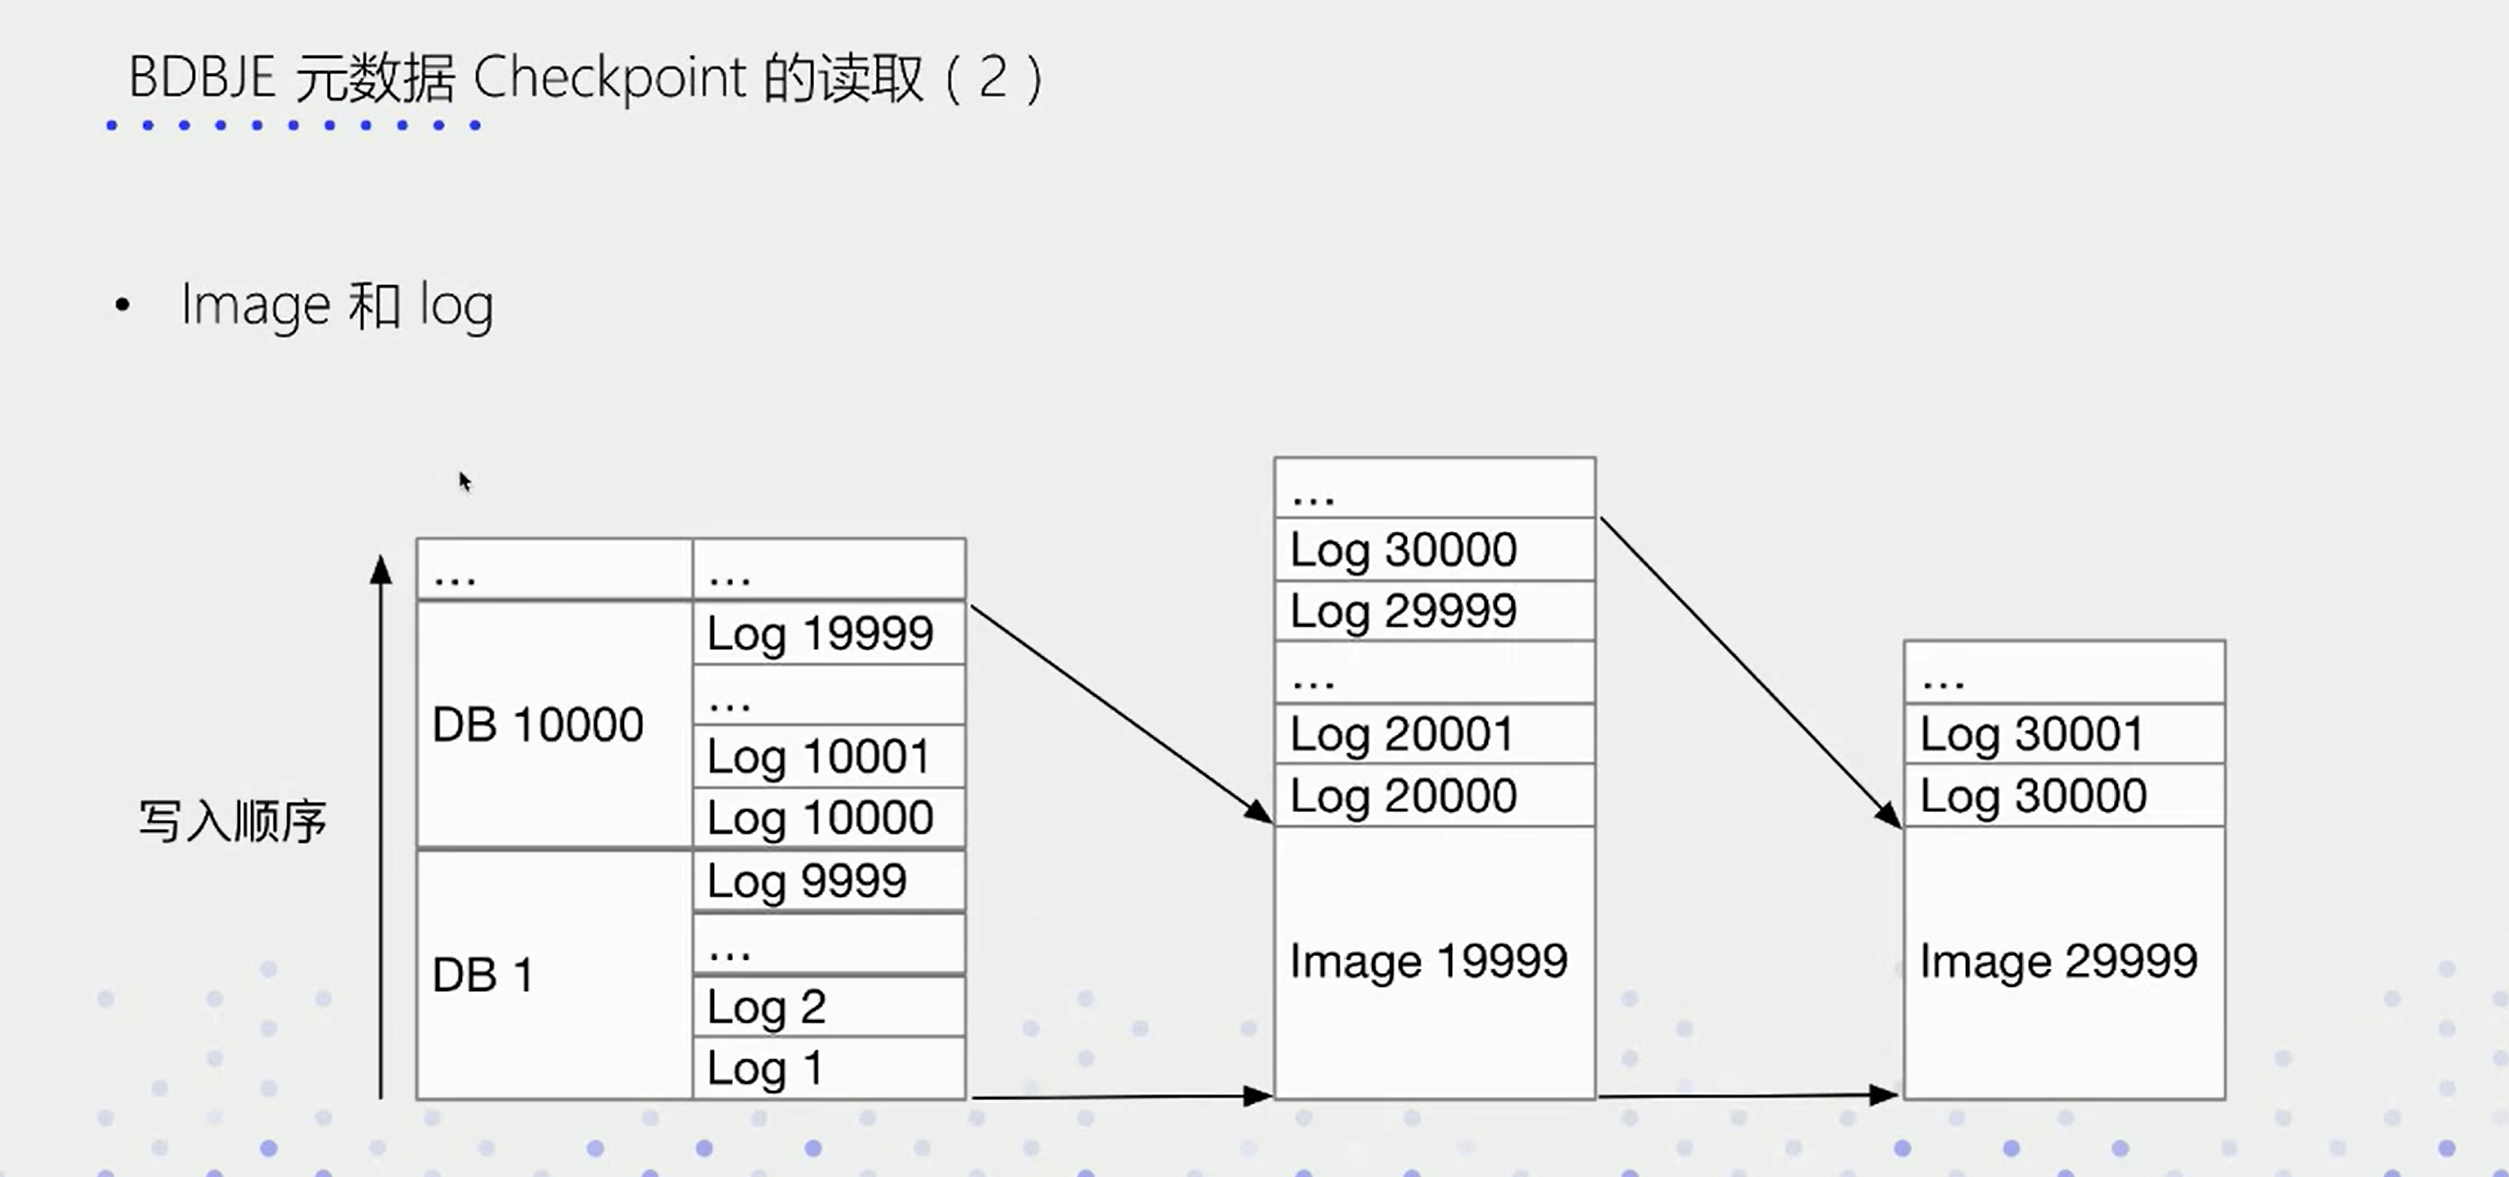 BDBJE 元数据 Checkpoint 的读取（2）
• Image 和 log
写入顺序
... ...
DB 10000
Log 19999
...
Log 10001
Log 10000
DB 1
Log 9999
...
Log 2
Log 1
...
Log 30000
Log 29999
...
Log 20001
Log 20000
Image 19999
...
Log 30001
Log 30000
Image 29999